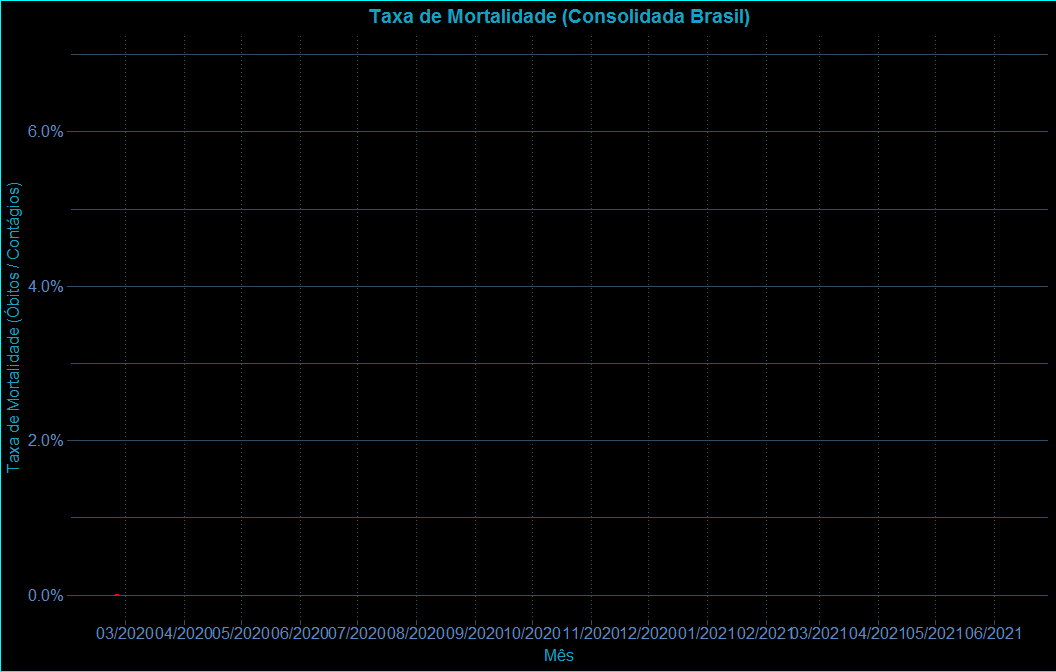 Taxa de Mortalidade (Consolidada Brasil)
Taxa de Mortalidade (Óbitos / Contágios)
6.0%
4.0%
2.0%
0.0%
03/2020 04/2020 05/2020 06/2020 07/2020 08/2020 09/2020 10/2020 11/2020 12/2020 01/2021 02/2021 03/2021 04/2021 05/2021 06/2021
Mês